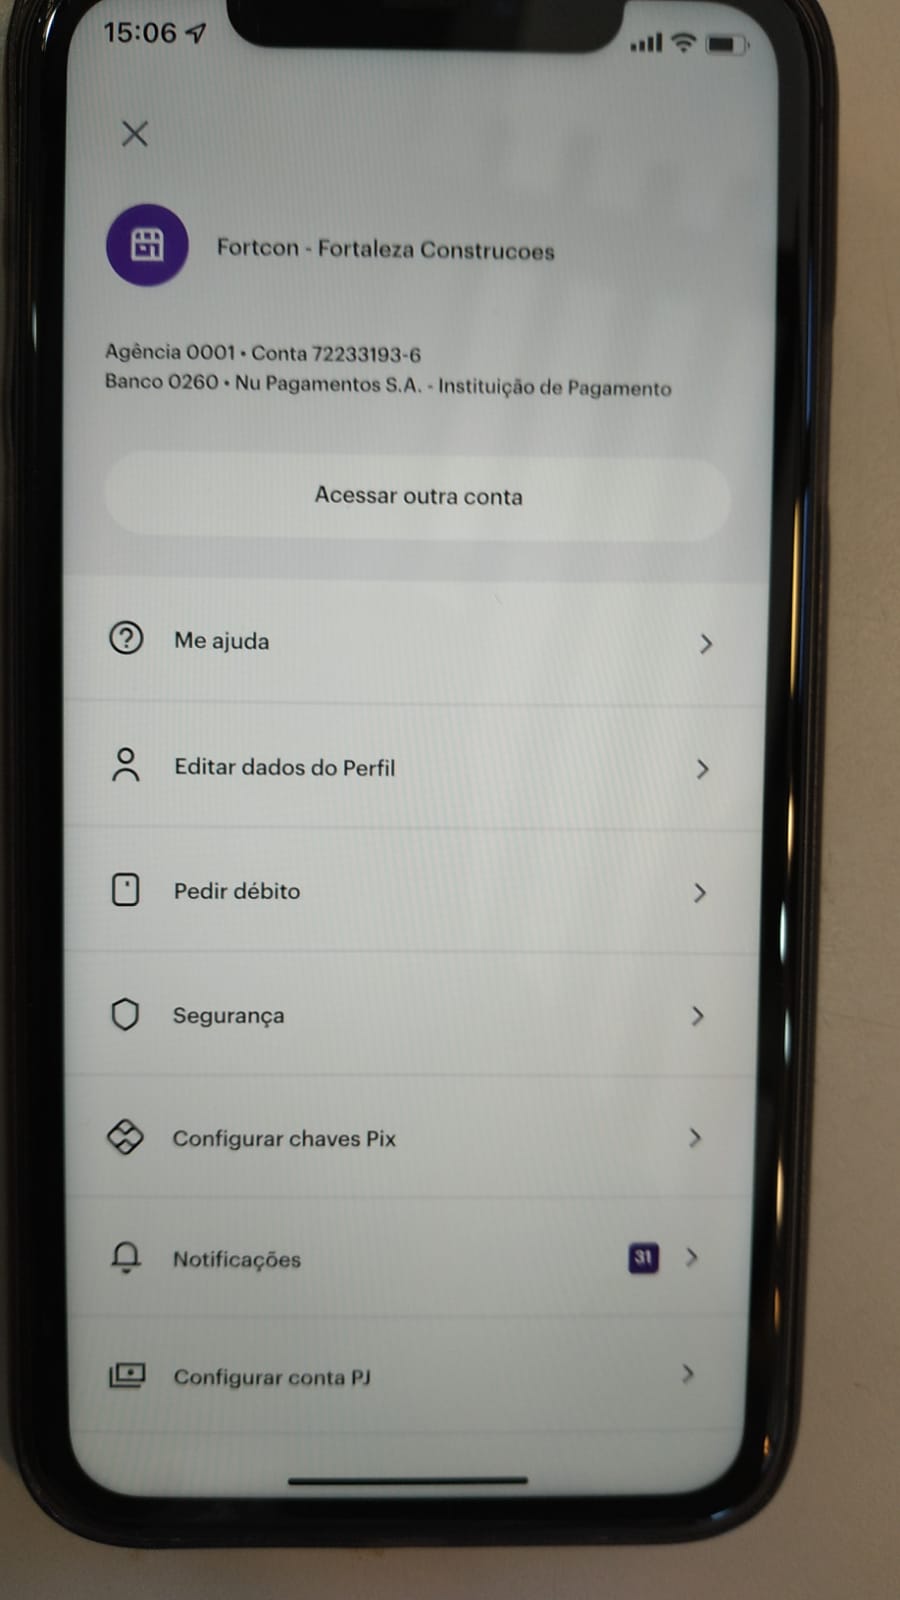 15:06
Fortcon - Fortaleza Construcoes
Agência 0001 • Conta 72233193-6
Banco 0260 • Nu Pagamentos S.A. - Instituição de Pagamento
Acessar outra conta
Me ajuda
Editar dados do Perfil
Pedir débito
Segurança
Configurar chaves Pix
Notificações 31
Configurar conta PJ